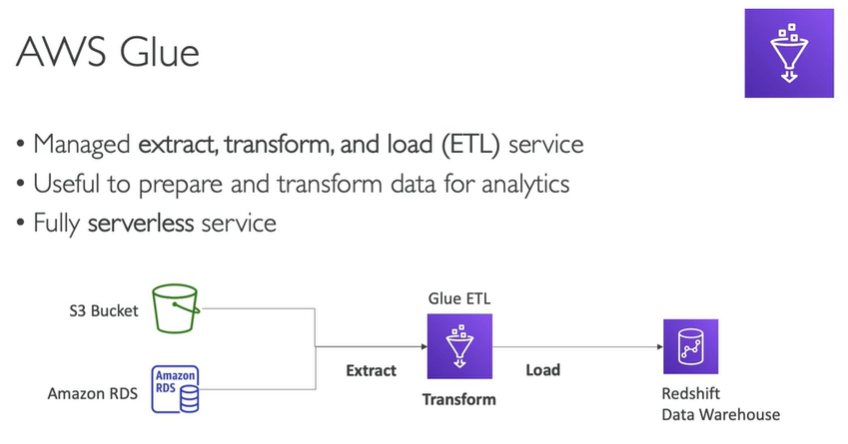 AWS Glue
• Managed extract, transform, and load (ETL) service
• Useful to prepare and transform data for analytics
• Fully serverless service
Glue ETL
S3 Bucket
Extract
Load
Amazon RDS
Amazon
RDS
Transform
Redshift
Data Warehouse